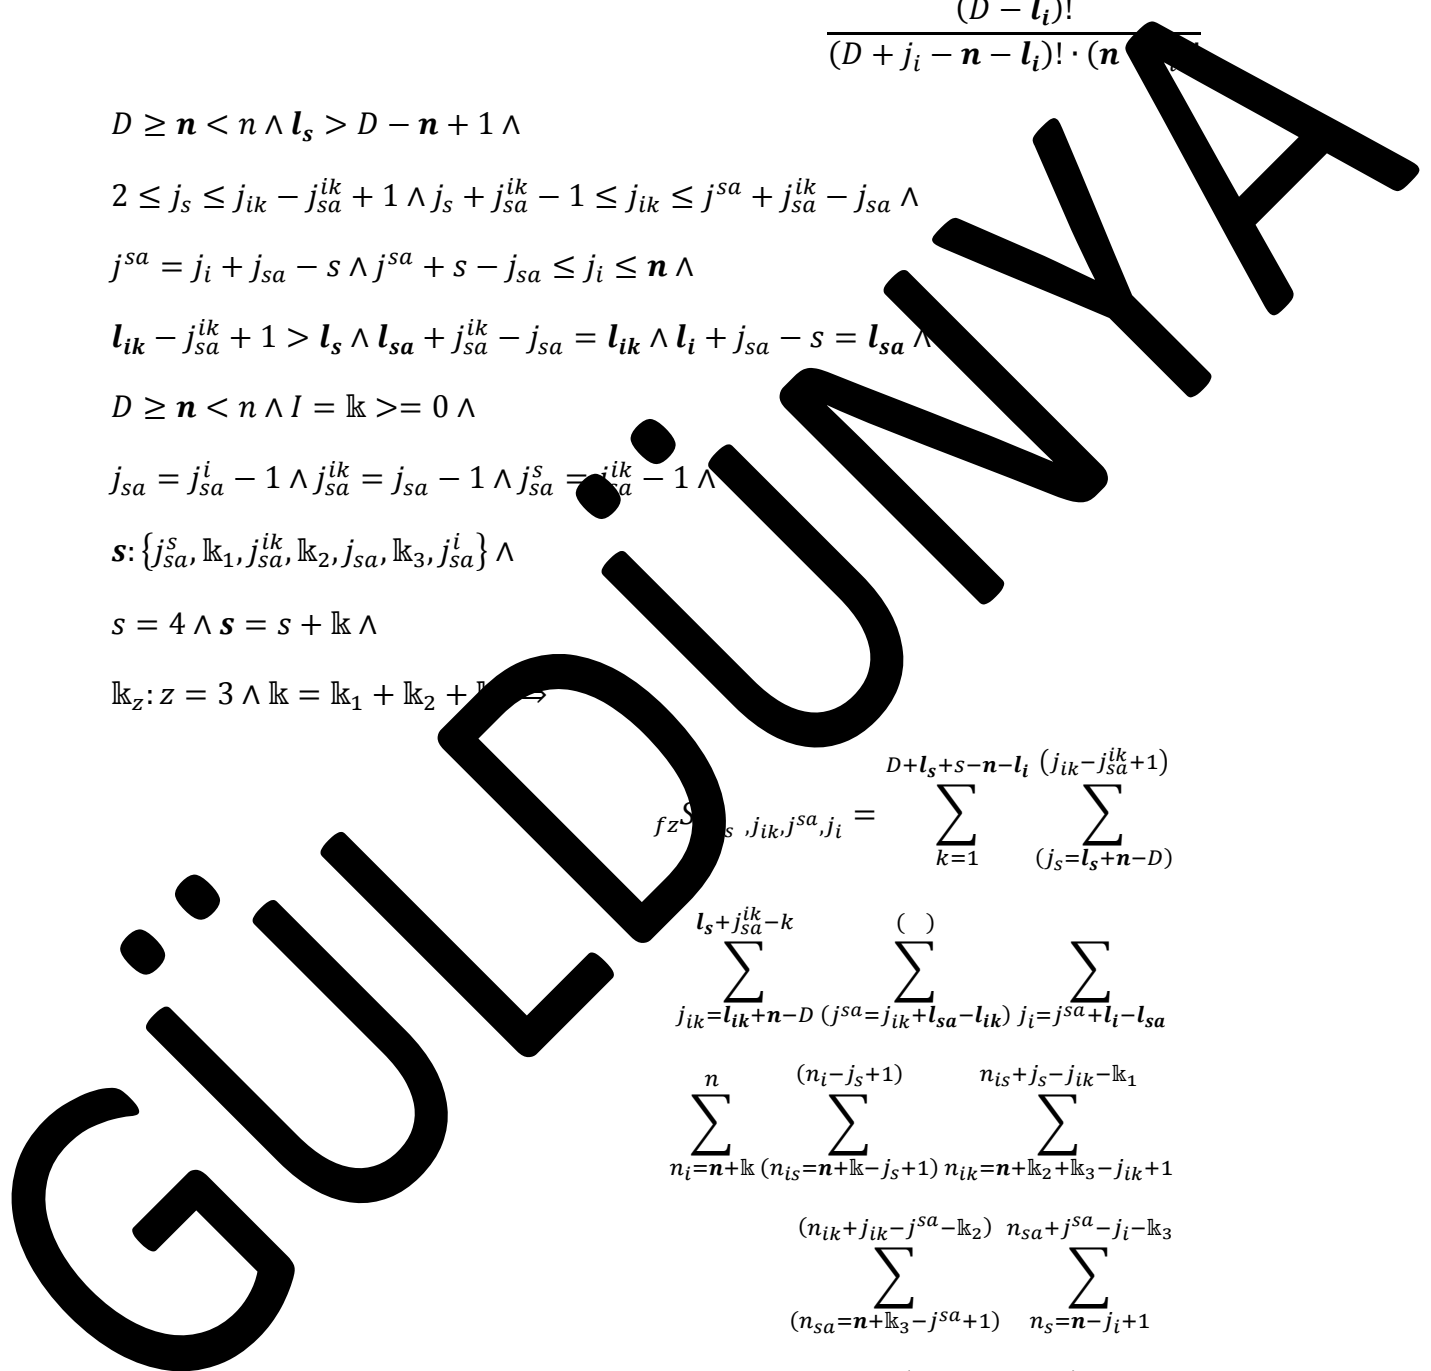 (D − l_i)!
(D + j_i − n − l_i)! · (n
D ≥ n < n ∧ l_s > D − n + 1 ∧
2 ≤ j_s ≤ j_ik − j_sa^ik + 1 ∧ j_s + j_sa^ik − 1 ≤ j_ik ≤ j^sa + j_sa^ik − j_sa ∧
j^sa = j_i + j_sa − s ∧ j^sa + s − j_sa ≤ j_i ≤ n ∧
l_ik − j_sa^ik + 1 > l_s ∧ l_sa + j_sa^ik − j_sa = l_ik ∧ l_i + j_sa − s = l_sa ∧
D ≥ n < n ∧ I = 𝕜 >= 0 ∧
j_sa = j_sa^i − 1 ∧ j_sa^ik = j_sa − 1 ∧ j_sa^s = j_sa^ik − 1 ∧
s: {j_sa^s, 𝕜_1, j_sa^ik, 𝕜_2, j_sa, 𝕜_3, j_sa^i} ∧
s = 4 ∧ s = s + 𝕜 ∧
𝕜_z: z = 3 ∧ 𝕜 = 𝕜_1 + 𝕜_2 + ⇒
D+l_s+s−n−l_i (j_ik−j_sa^ik+1)
fz S s ,j_ik,j^sa,j_i = ∑ ∑
k=1 (j_s=l_s+n−D)
l_s+j_sa^ik−k ( )
∑ ∑ ∑
j_ik=l_ik+n−D (j^sa=j_ik+l_sa−l_ik) j_i=j^sa+l_i−l_sa
n (n_i−j_s+1) n_is+j_s−j_ik−𝕜_1
∑ ∑ ∑
n_i=n+𝕜 (n_is=n+𝕜−j_s+1) n_ik=n+𝕜_2+𝕜_3−j_ik+1
(n_ik+j_ik−j^sa−𝕜_2) n_sa+j^sa−j_i−𝕜_3
∑ ∑
(n_sa=n+𝕜_3−j^sa+1) n_s=n−j_i+1
GÜLDÜNYA